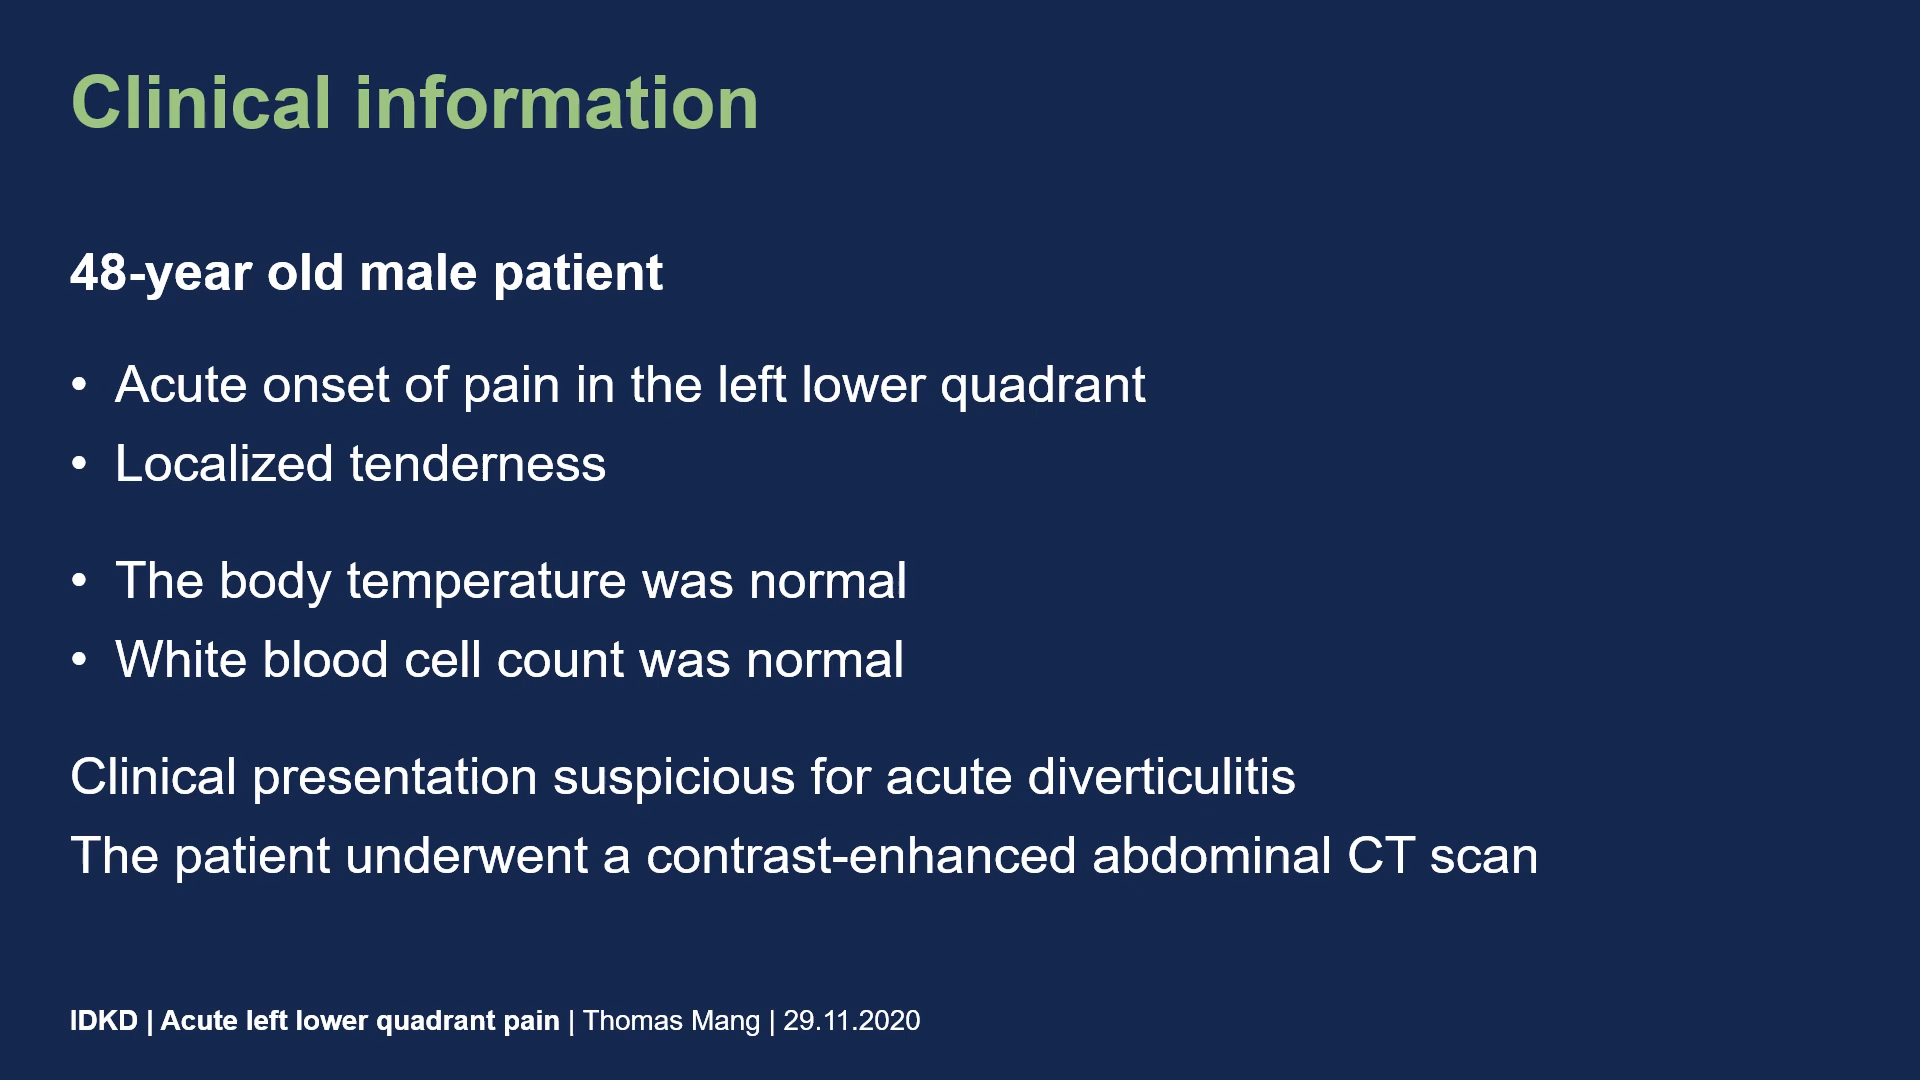 Clinical information
48-year old male patient
• Acute onset of pain in the left lower quadrant
• Localized tenderness
• The body temperature was normal
• White blood cell count was normal
Clinical presentation suspicious for acute diverticulitis
The patient underwent a contrast-enhanced abdominal CT scan
IDKD | Acute left lower quadrant pain | Thomas Mang | 29.11.2020